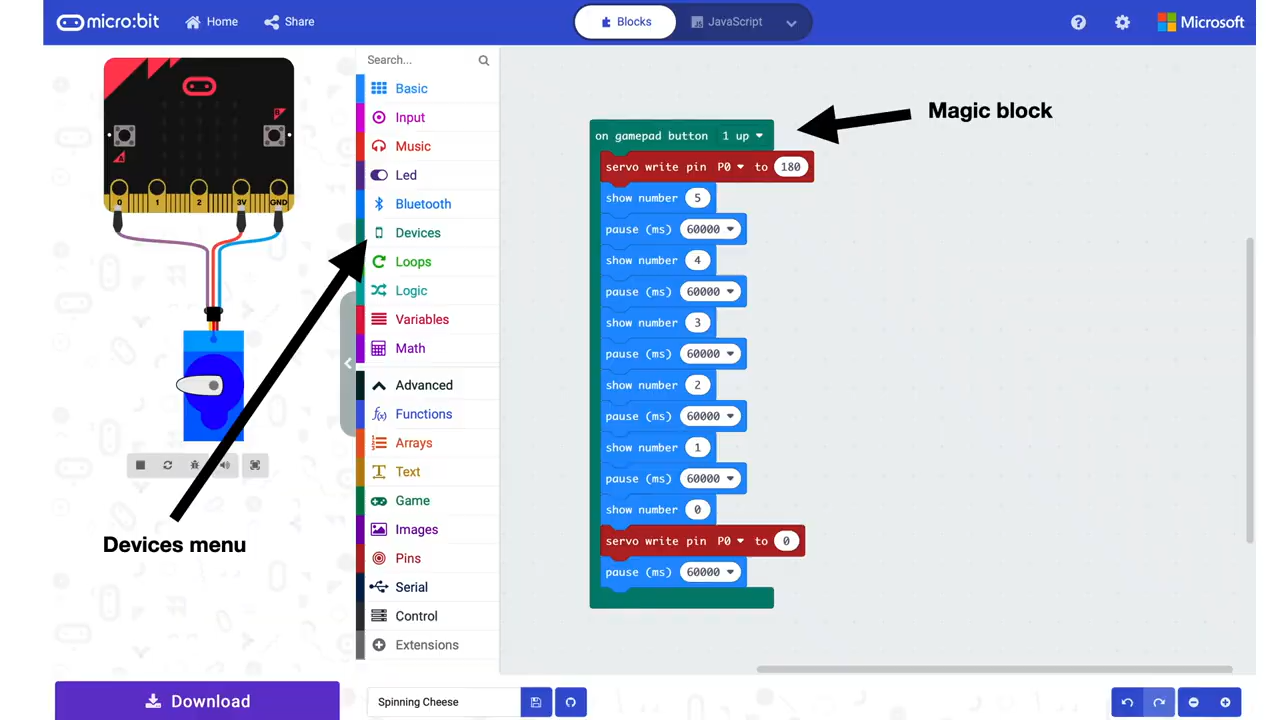 micro:bit Home Share Blocks JavaScript Microsoft
Search...
Basic
Input
Music
Led
Bluetooth
Devices
Loops
Logic
Variables
Math
Advanced
Functions
Arrays
Text
Game
Images
Pins
Serial
Control
Extensions
A
B
0 1 2 3V GND
Devices menu
Magic block
on gamepad button 1 up
servo write pin P0 to 180
show number 5
pause (ms) 60000
show number 4
pause (ms) 60000
show number 3
pause (ms) 60000
show number 2
pause (ms) 60000
show number 1
pause (ms) 60000
show number 0
servo write pin P0 to 0
pause (ms) 60000
Download
Spinning Cheese